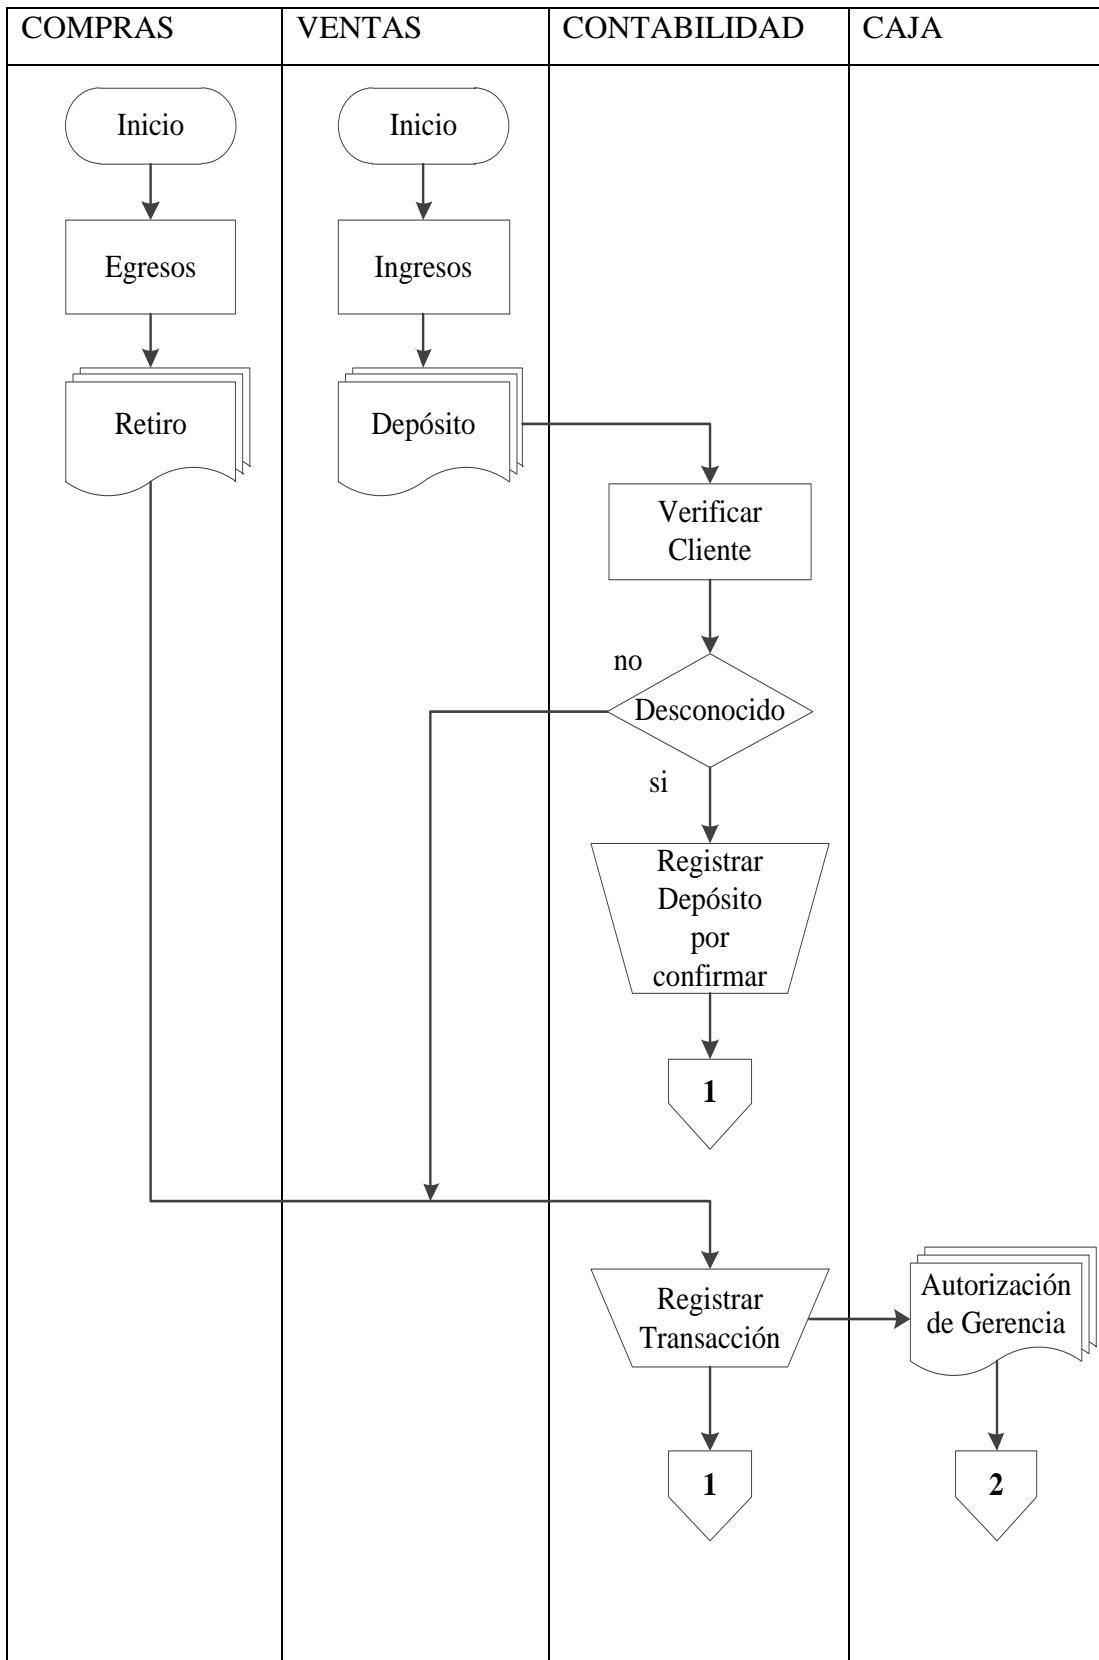 COMPRAS
VENTAS
CONTABILIDAD
CAJA
Inicio
Inicio
Egresos
Ingresos
Retiro
Depósito
Verificar
Cliente
no
Desconocido
si
Registrar
Depósito
por
confirmar
1
Registrar
Transacción
Autorización
de Gerencia
1
2